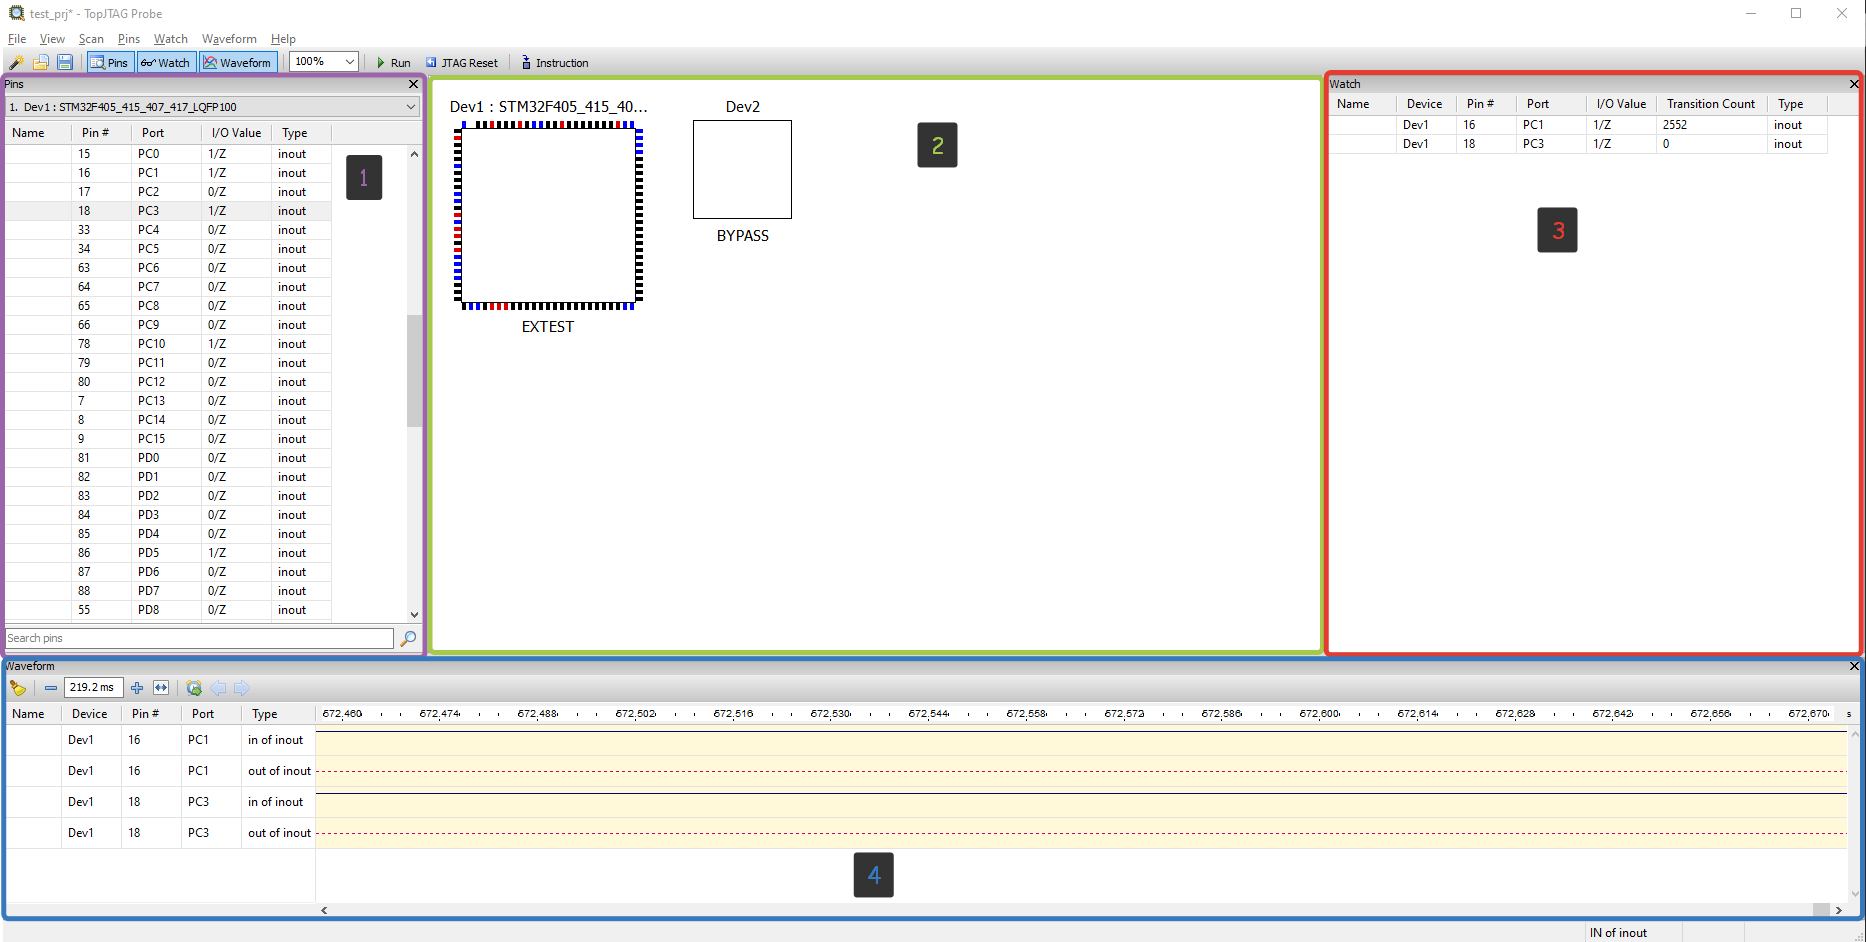 test_prj* - TopJTAG Probe
File View Scan Pins Watch Waveform Help
Pins Watch Waveform 100% Run JTAG Reset Instruction
Pins
1. Dev1 : STM32F405_415_407_417_LQFP100
Name Pin # Port I/O Value Type
15 PC0 1/Z inout
16 PC1 1/Z inout
17 PC2 0/Z inout
18 PC3 1/Z inout
33 PC4 0/Z inout
34 PC5 0/Z inout
63 PC6 0/Z inout
64 PC7 0/Z inout
65 PC8 0/Z inout
66 PC9 0/Z inout
78 PC10 1/Z inout
79 PC11 0/Z inout
80 PC12 0/Z inout
7 PC13 0/Z inout
8 PC14 0/Z inout
9 PC15 0/Z inout
81 PD0 0/Z inout
82 PD1 0/Z inout
83 PD2 0/Z inout
84 PD3 0/Z inout
85 PD4 0/Z inout
86 PD5 1/Z inout
87 PD6 0/Z inout
88 PD7 0/Z inout
55 PD8 0/Z inout
Search pins
1
Dev1 : STM32F405_415_40... Dev2
BYPASS
EXTEST
2
Watch
Name Device Pin # Port I/O Value Transition Count Type
Dev1 16 PC1 1/Z 2552 inout
Dev1 18 PC3 1/Z 0 inout
3
Waveform
219.2 ms
Name Device Pin # Port Type 672.460 672.474 672.488 672.502 672.516 672.530 672.544 672.558 672.572 672.586 672.600 672.614 672.628 672.642 672.656 672.670 s
Dev1 16 PC1 in of inout
Dev1 16 PC1 out of inout
Dev1 18 PC3 in of inout
Dev1 18 PC3 out of inout
4
IN of inout